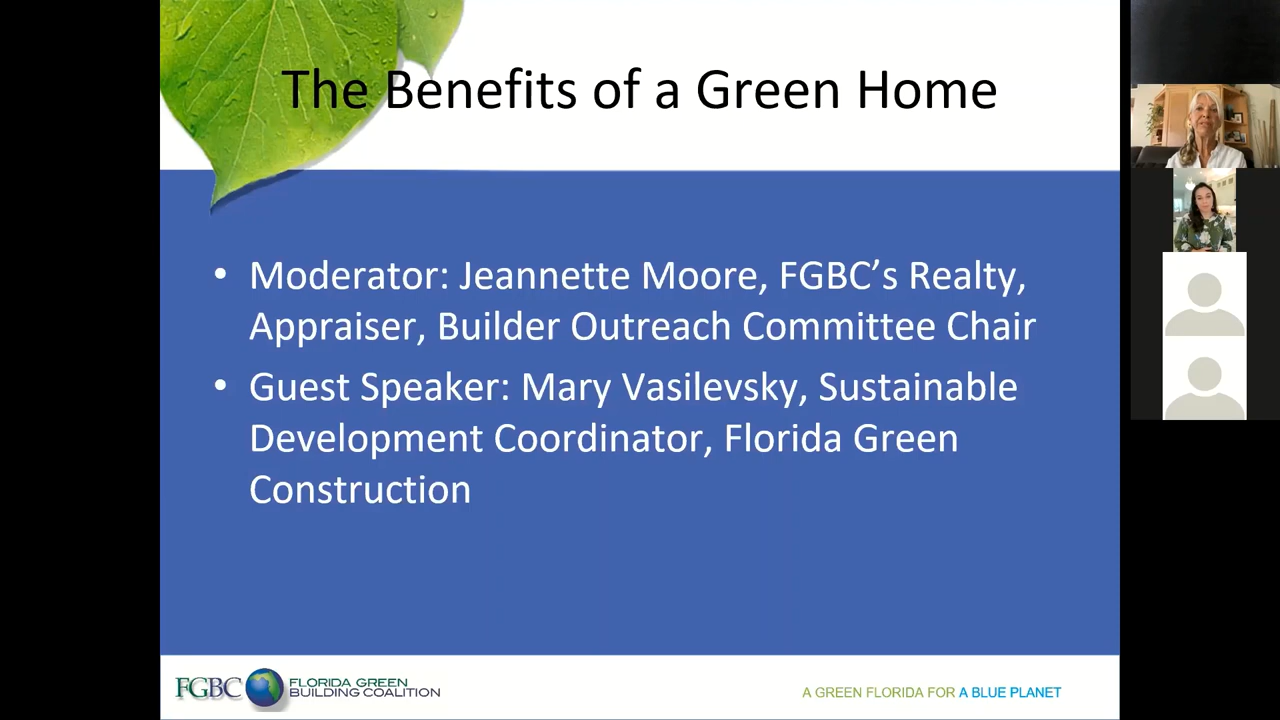 The Benefits of a Green Home
• Moderator: Jeannette Moore, FGBC’s Realty,
Appraiser, Builder Outreach Committee Chair
• Guest Speaker: Mary Vasilevsky, Sustainable
Development Coordinator, Florida Green
Construction
FGBC FLORIDA GREEN
BUILDING COALITION
A GREEN FLORIDA FOR A BLUE PLANET